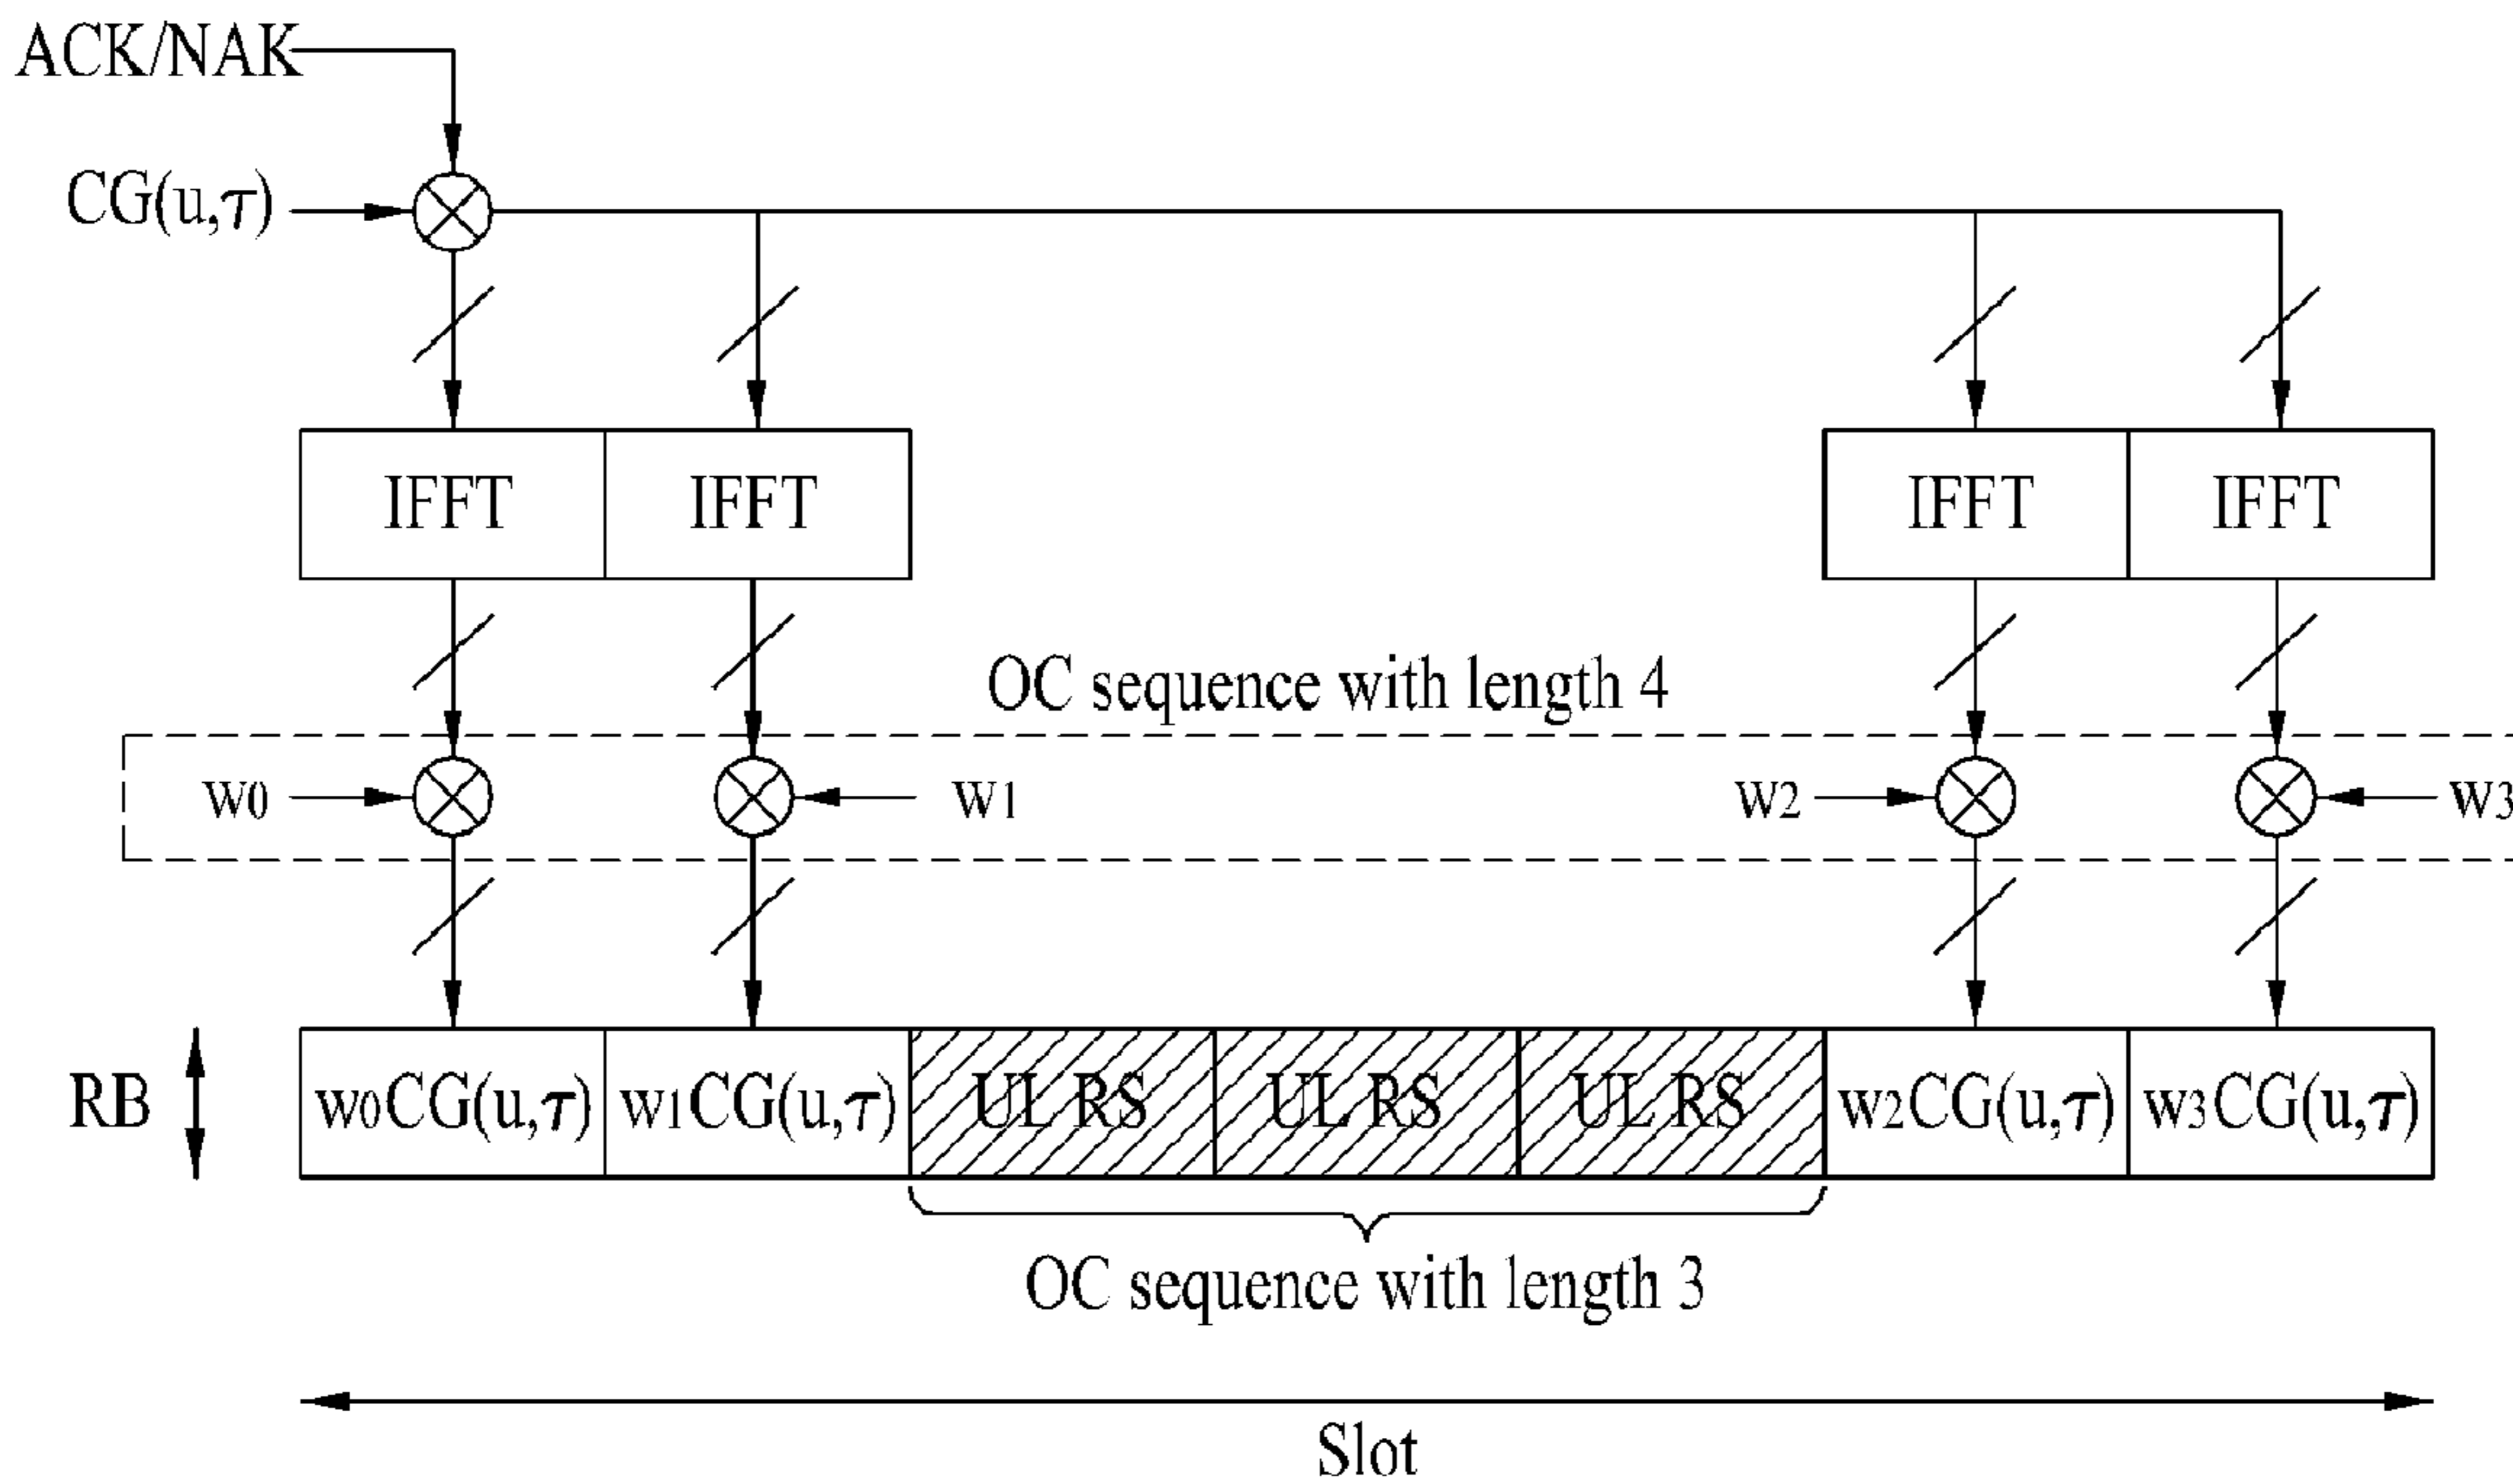 ACK/NAK
CG(u,τ)
IFFT IFFT IFFT IFFT
OC sequence with length 4
w0 w1 w2 w3
RB w0CG(u,τ) w1CG(u,τ) UL RS UL RS UL RS w2CG(u,τ) w3CG(u,τ)
OC sequence with length 3
Slot